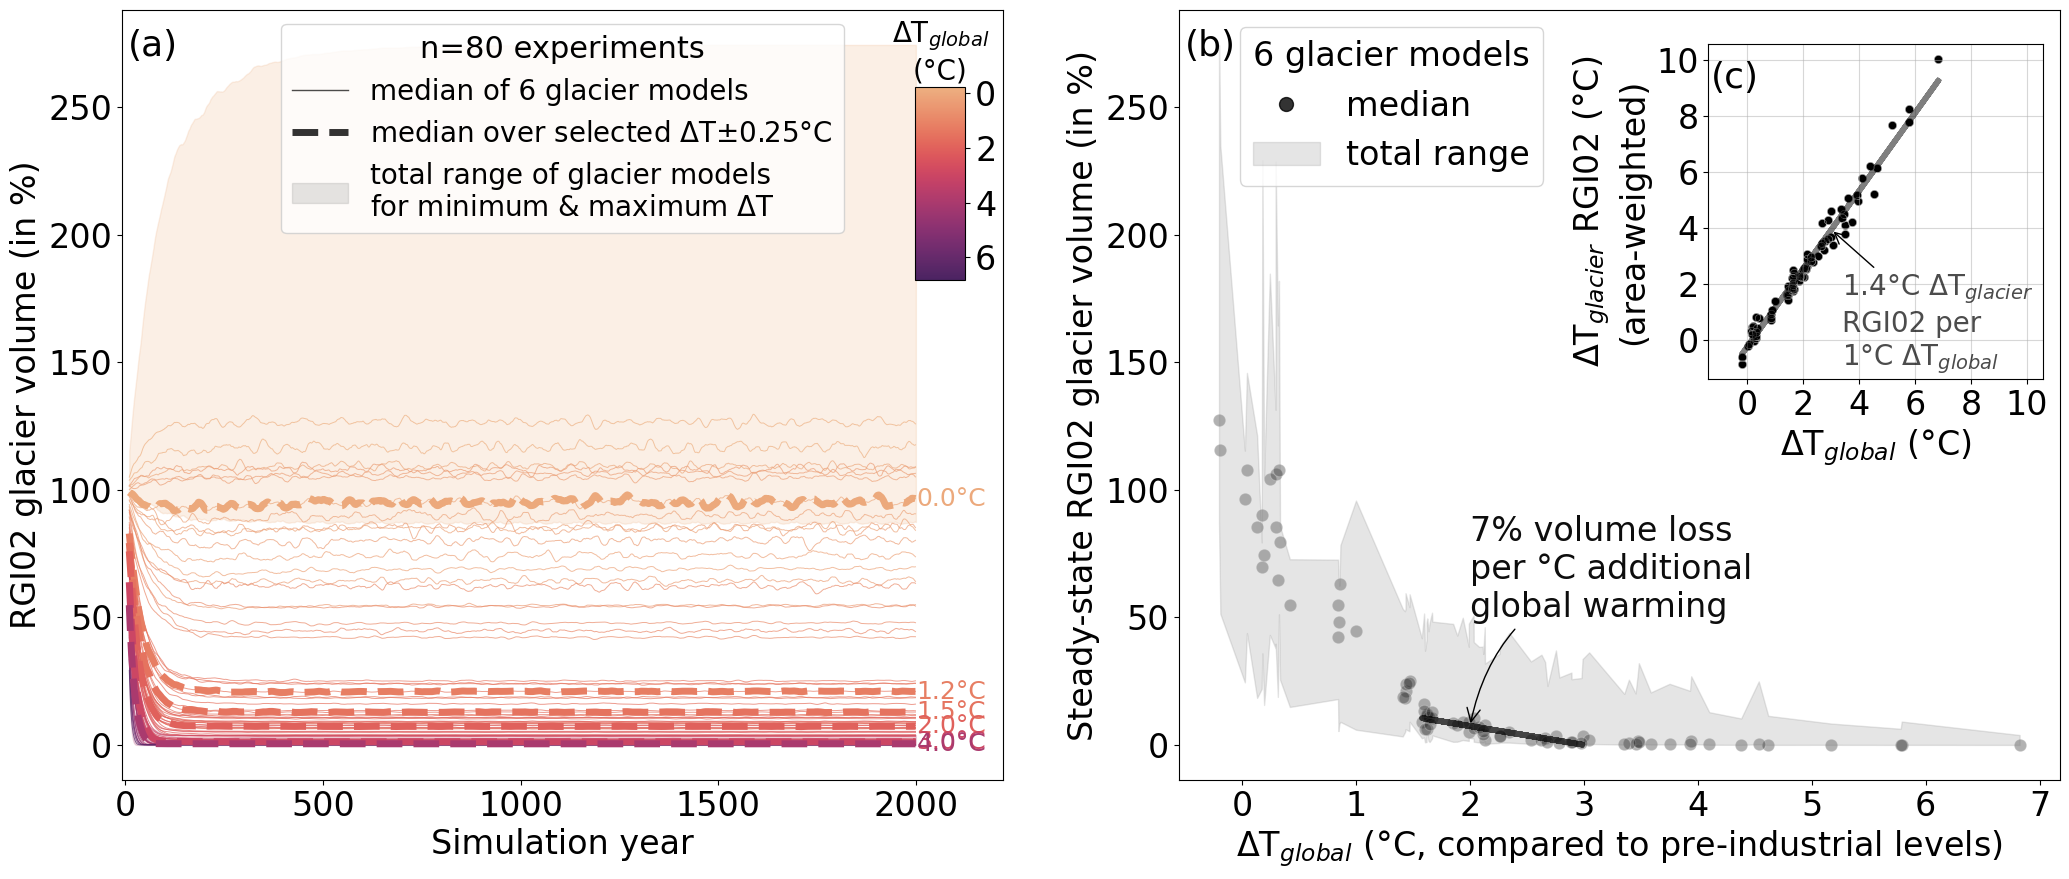 (a)
n=80 experiments
median of 6 glacier models
median over selected ΔT±0.25°C
total range of glacier models
for minimum & maximum ΔT
ΔTglobal
(°C)
0
2
4
6
RGI02 glacier volume (in %)
250
200
150
100
50
0
0.0°C
1.2°C
1.5°C
2.0°C
4.0°C
0
500
1000
1500
2000
Simulation year
(b)
6 glacier models
median
total range
Steady-state RGI02 glacier volume (in %)
250
200
150
100
50
0
7% volume loss
per °C additional
global warming
0
1
2
3
4
5
6
7
ΔTglobal (°C, compared to pre-industrial levels)
(c)
ΔTglacier RGI02 (°C)
(area-weighted)
10
8
6
4
2
0
1.4°C ΔTglacier
RGI02 per
1°C ΔTglobal
0
2
4
6
8
10
ΔTglobal (°C)